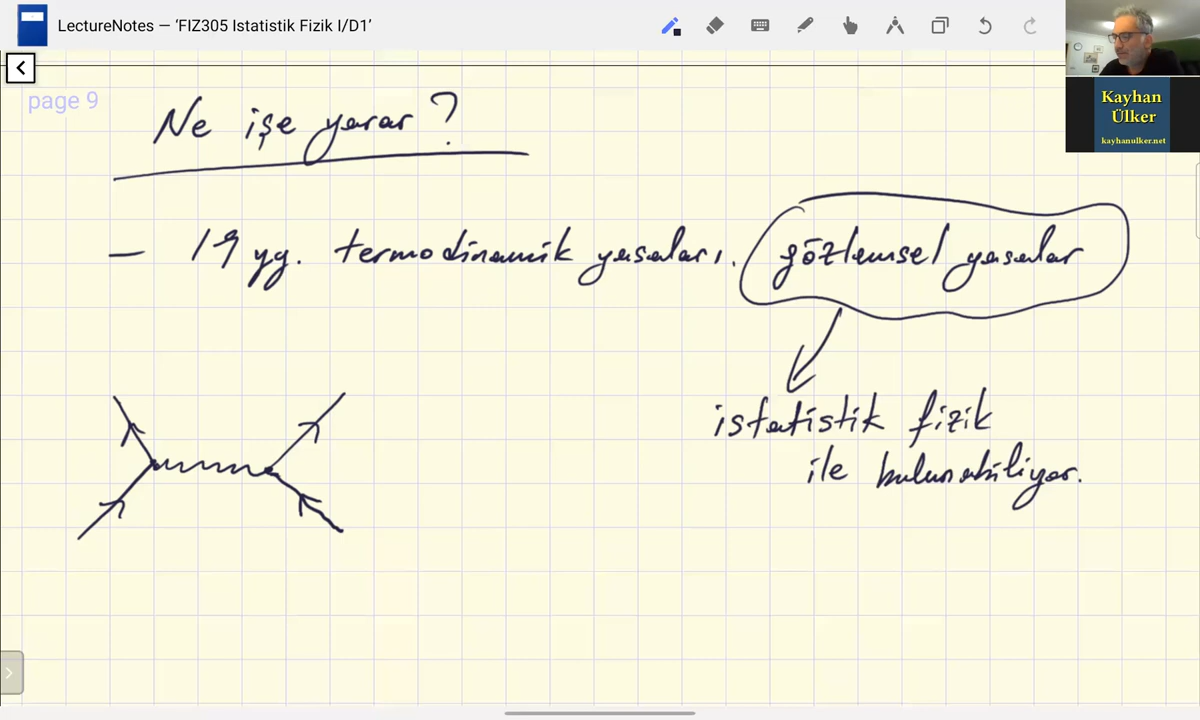 LectureNotes — ‘FIZ305 Istatistik Fizik I/D1’
Kayhan
Ülker
kayhanulker.net
page 9
Ne işe yarar?
— 19 yy. termodinamik yasaları. gözlemsel yasalar
istatistik fizik
ile bulunabiliyor.